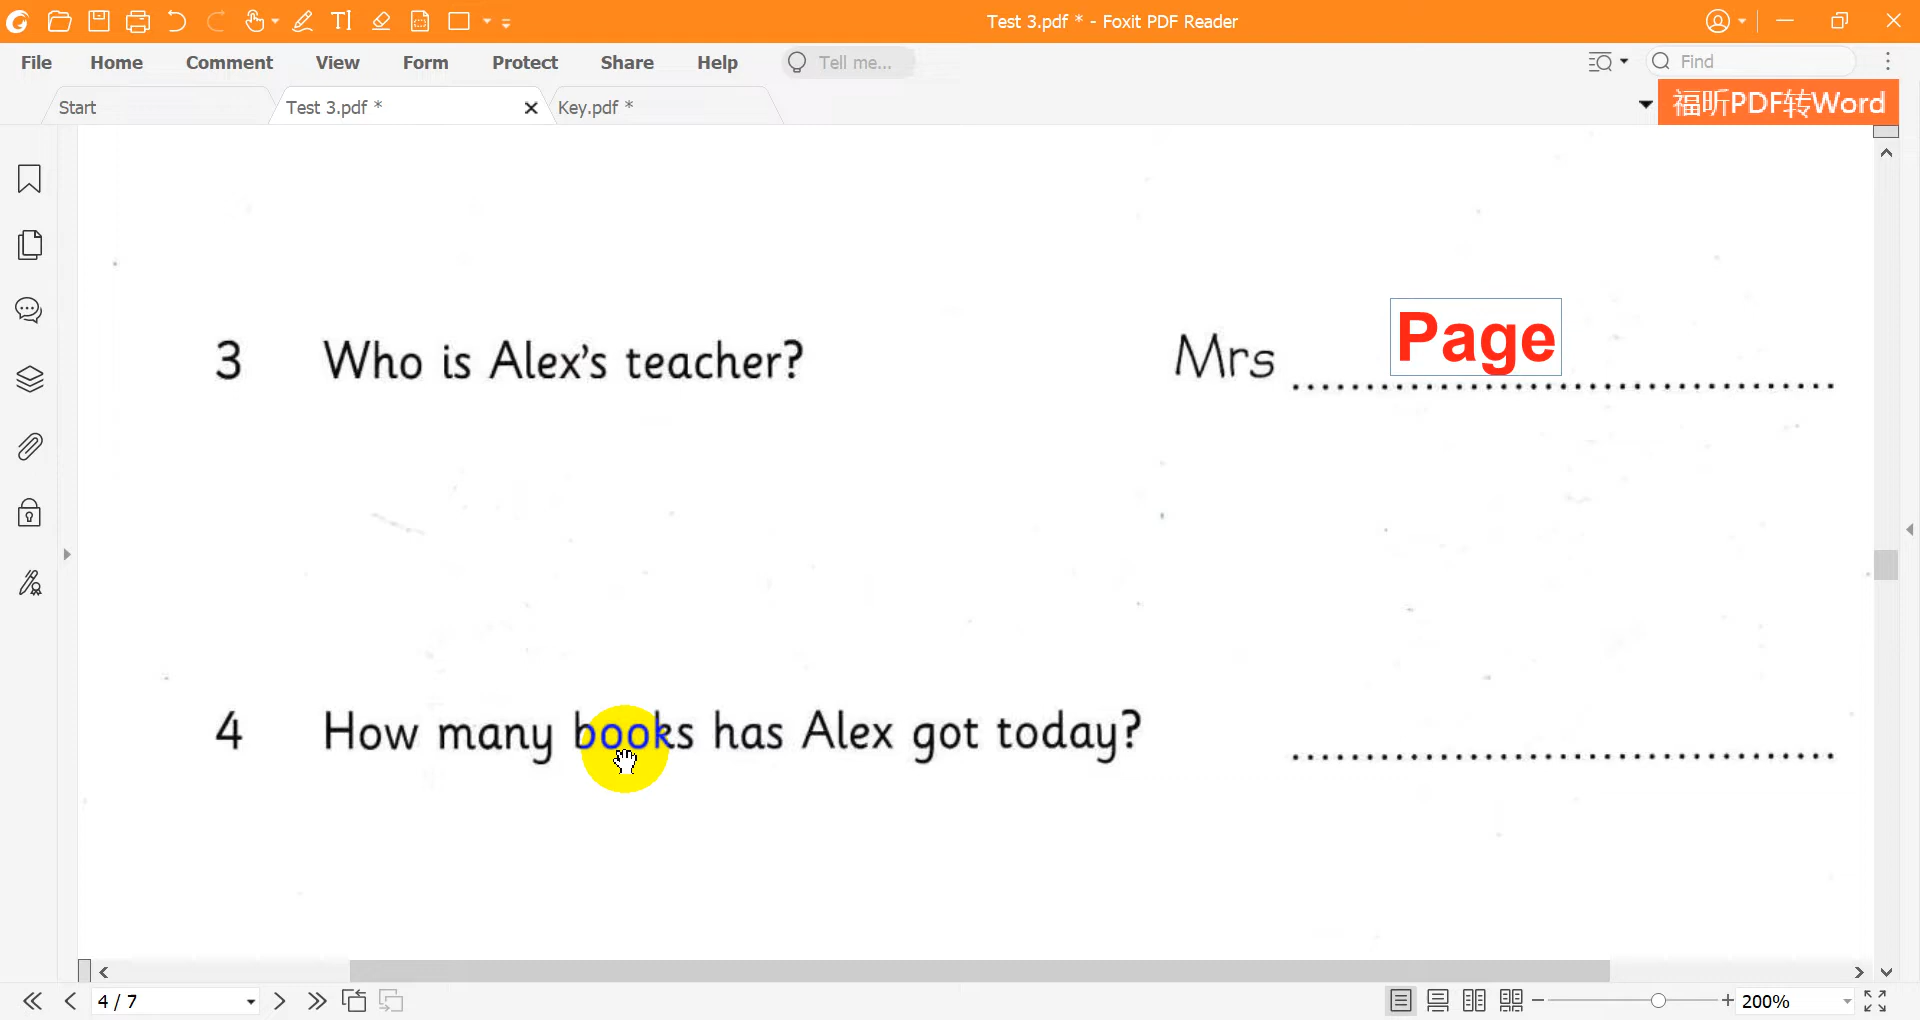 Test 3.pdf * - Foxit PDF Reader
File Home Comment View Form Protect Share Help Tell me... Find
Start Test 3.pdf * Key.pdf * 福昕PDF转Word
3 Who is Alex's teacher? Mrs Page
4 How many books has Alex got today?
4 / 7 200%